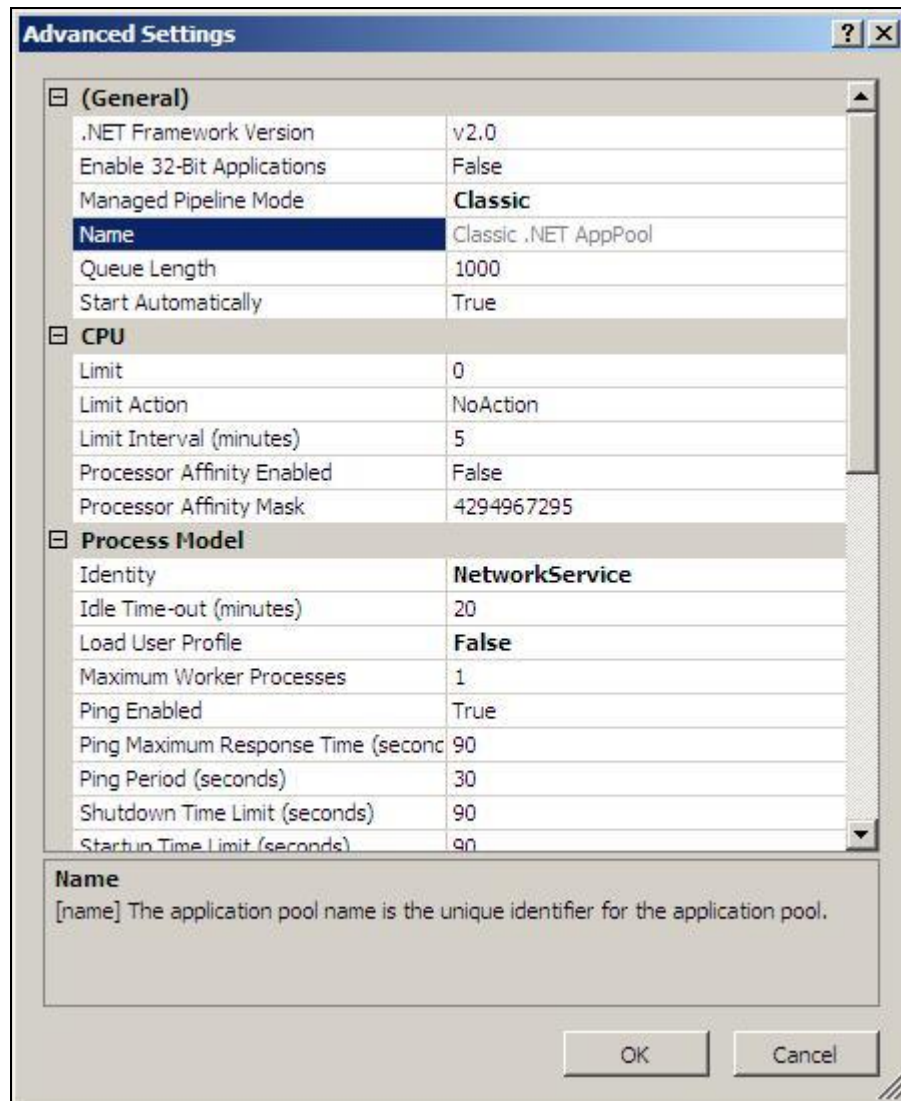 Advanced Settings
(General)
.NET Framework Version v2.0
Enable 32-Bit Applications False
Managed Pipeline Mode Classic
Name Classic .NET AppPool
Queue Length 1000
Start Automatically True
CPU
Limit 0
Limit Action NoAction
Limit Interval (minutes) 5
Processor Affinity Enabled False
Processor Affinity Mask 4294967295
Process Model
Identity NetworkService
Idle Time-out (minutes) 20
Load User Profile False
Maximum Worker Processes 1
Ping Enabled True
Ping Maximum Response Time (second 90
Ping Period (seconds) 30
Shutdown Time Limit (seconds) 90
Startup Time Limit (seconds) 90
Name
[name] The application pool name is the unique identifier for the application pool.
OK Cancel